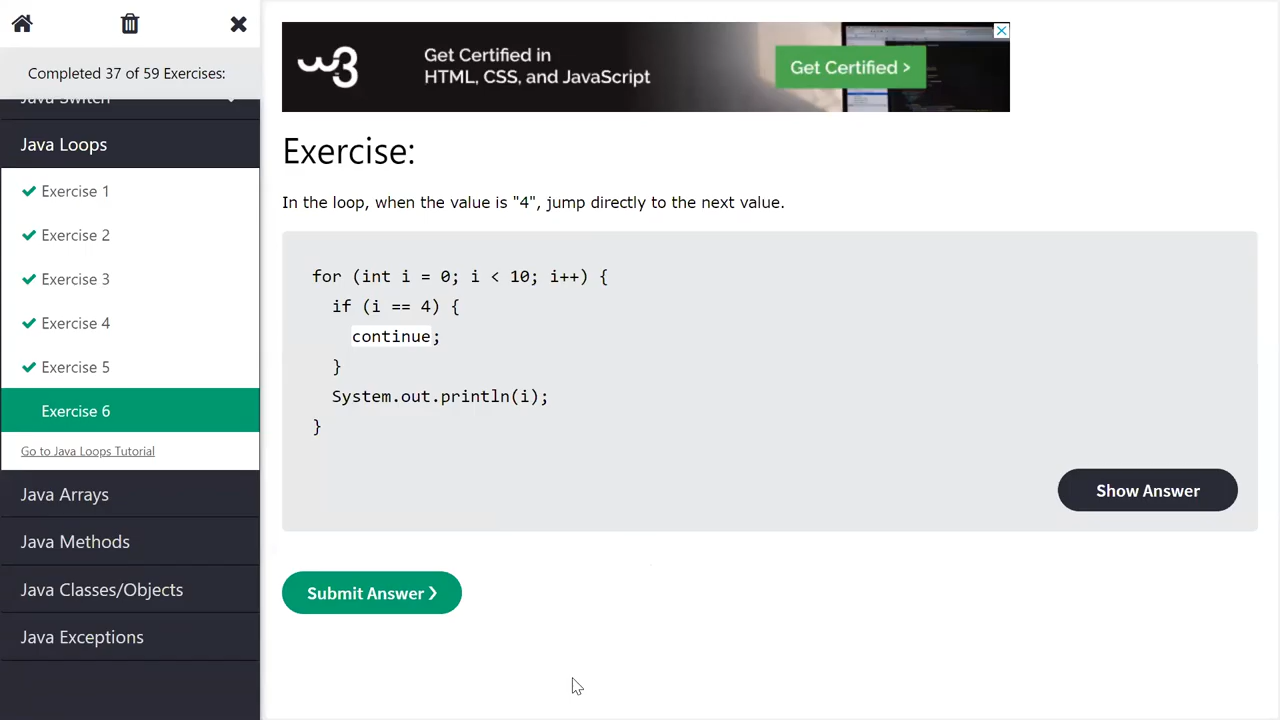 Completed 37 of 59 Exercises:
Java Switch
Java Loops
Exercise 1
Exercise 2
Exercise 3
Exercise 4
Exercise 5
Exercise 6
Go to Java Loops Tutorial
Java Arrays
Java Methods
Java Classes/Objects
Java Exceptions
w3
Get Certified in
HTML, CSS, and JavaScript
Get Certified >
Exercise:
In the loop, when the value is "4", jump directly to the next value.
for (int i = 0; i < 10; i++) {
  if (i == 4) {
    continue;
  }
  System.out.println(i);
}
Show Answer
Submit Answer ❯